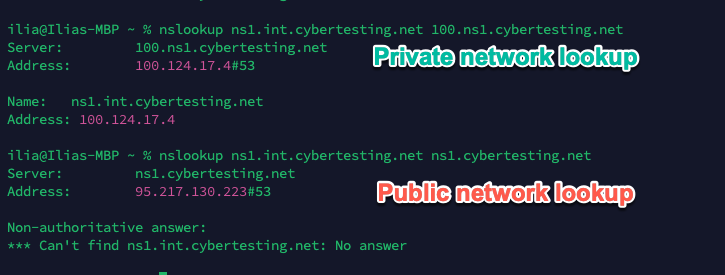 ilia@Ilias-MBP ~ % nslookup ns1.int.cybertesting.net 100.ns1.cybertesting.net
Server: 100.ns1.cybertesting.net
Address: 100.124.17.4#53
Private network lookup
Name: ns1.int.cybertesting.net
Address: 100.124.17.4
ilia@Ilias-MBP ~ % nslookup ns1.int.cybertesting.net ns1.cybertesting.net
Server: ns1.cybertesting.net
Address: 95.217.130.223#53
Public network lookup
Non-authoritative answer:
*** Can't find ns1.int.cybertesting.net: No answer